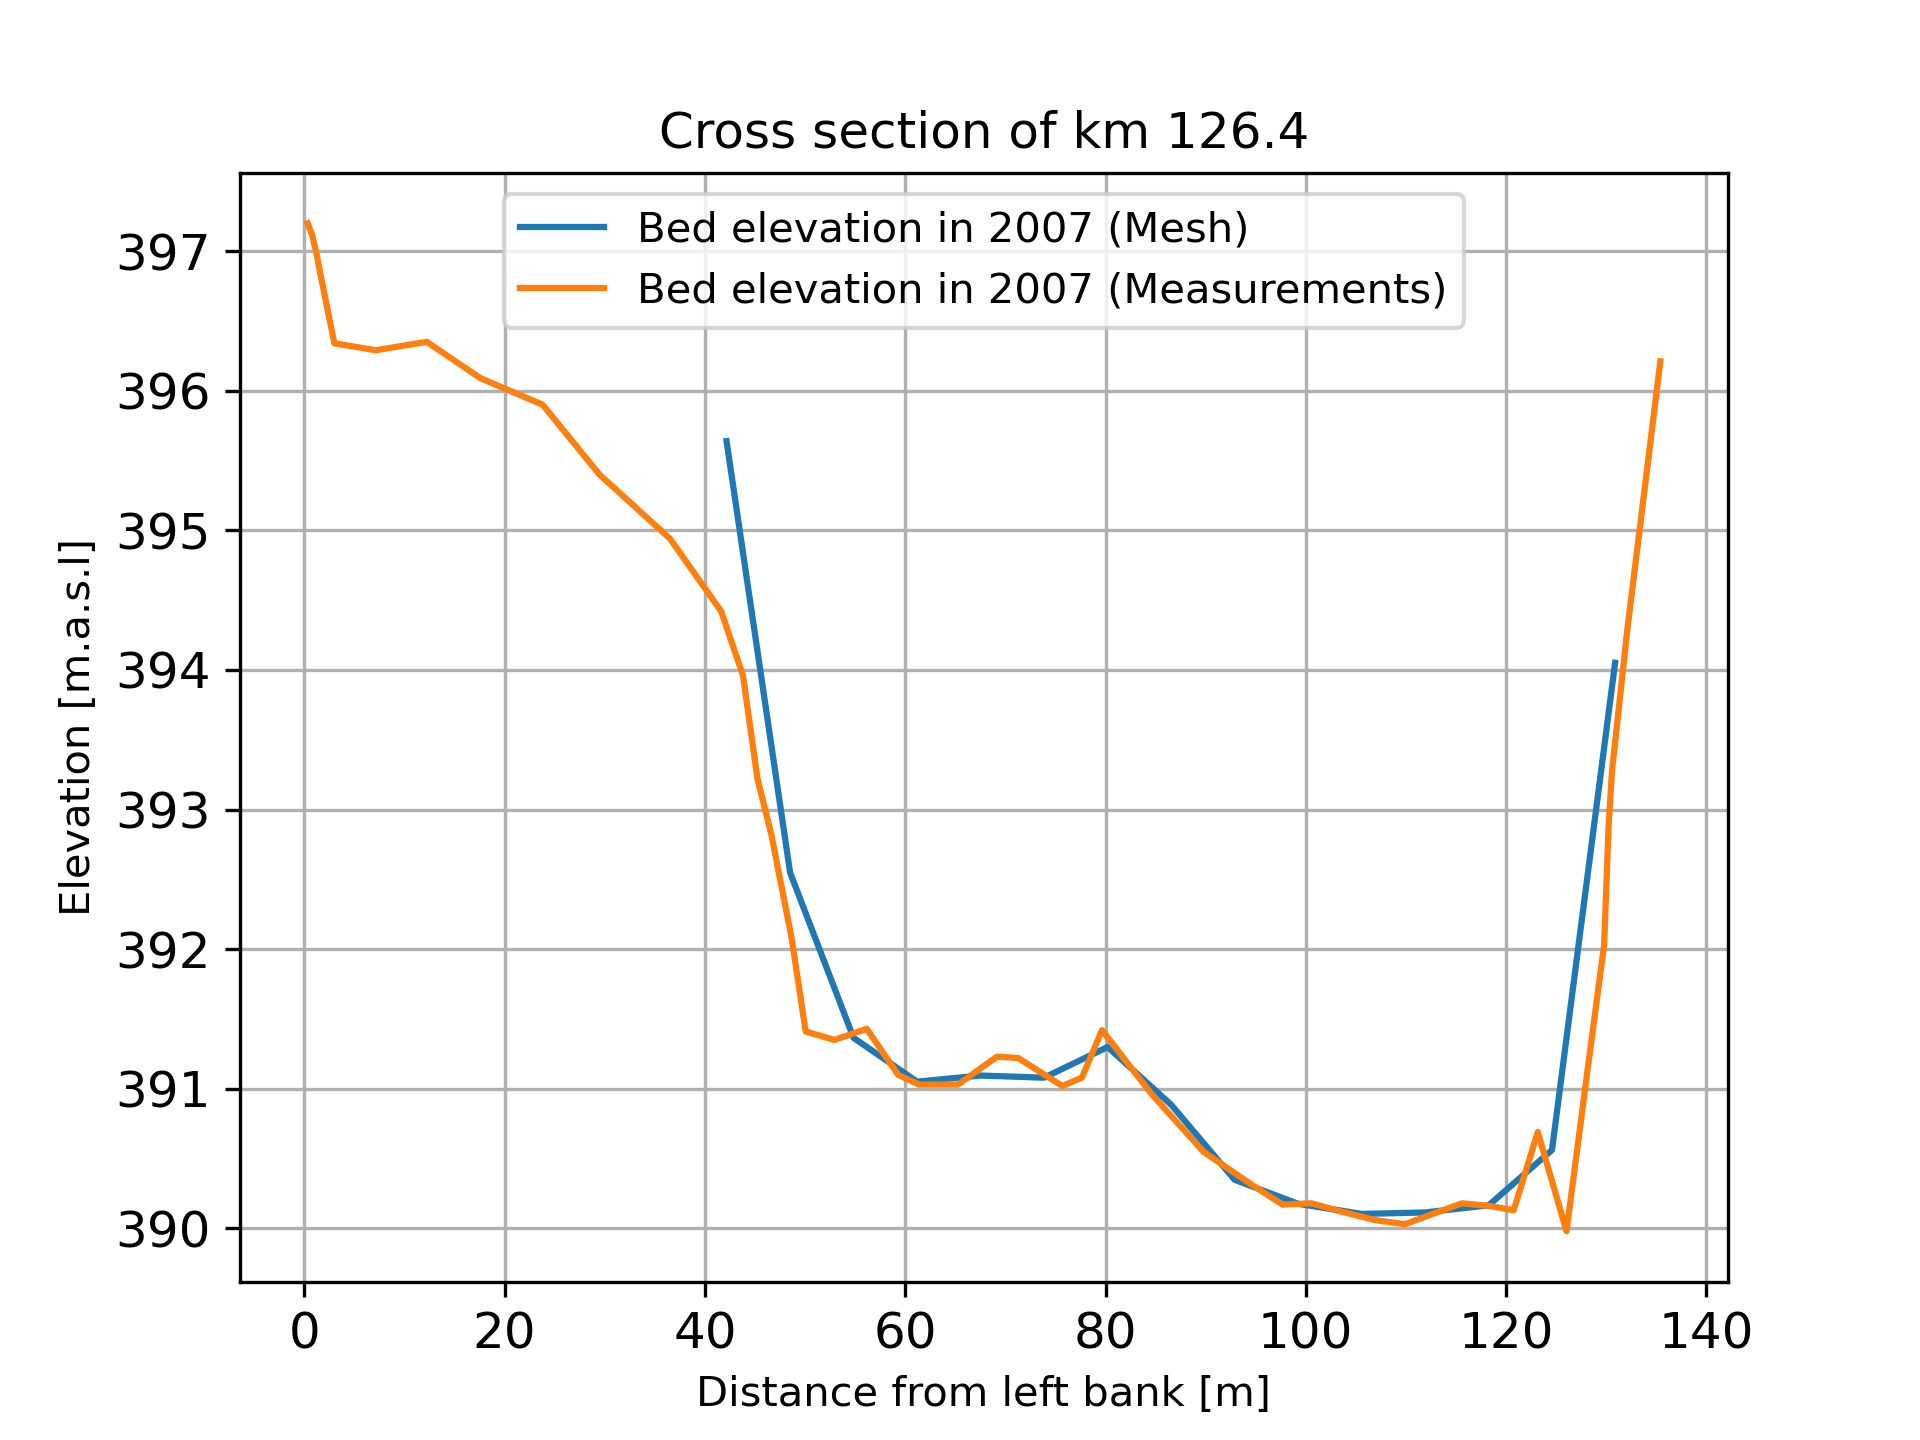 Cross section of km 126.4
Bed elevation in 2007 (Mesh)
Bed elevation in 2007 (Measurements)
397
396
395
394
393
392
391
390
Elevation [m.a.s.l]
0 20 40 60 80 100 120 140
Distance from left bank [m]